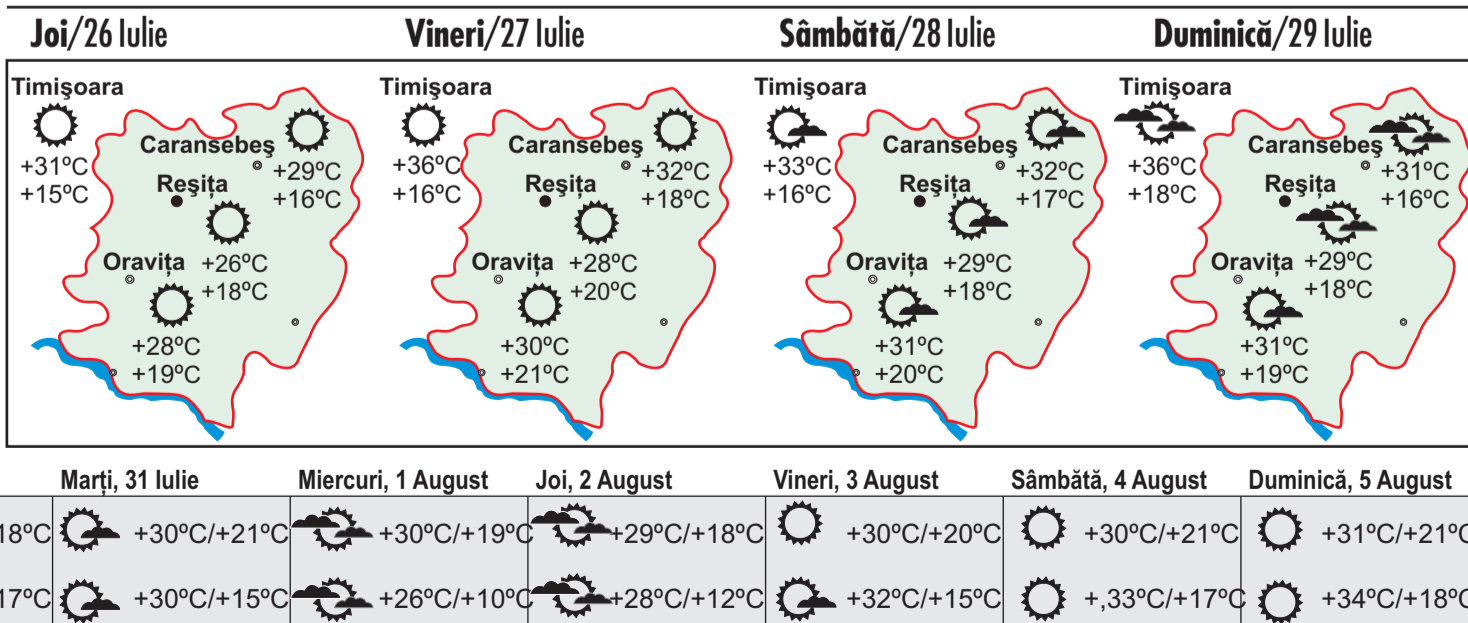 Joi/26 Iulie
Vineri/27 Iulie
Sâmbătă/28 Iulie
Duminică/29 Iulie
Timişoara
+31ºC
+15ºC
Caransebeş
+29ºC
+16ºC
Reşiţa
+26ºC
+18ºC
Oraviţa
+28ºC
+19ºC
Timişoara
+36ºC
+16ºC
Caransebeş
+32ºC
+18ºC
Reşiţa
+28ºC
+20ºC
Oraviţa
+30ºC
+21ºC
Timişoara
+33ºC
+16ºC
Caransebeş
+32ºC
+17ºC
Reşiţa
+29ºC
+18ºC
Oraviţa
+31ºC
+20ºC
Timişoara
+36ºC
+18ºC
Caransebeş
+31ºC
+16ºC
Reşiţa
+29ºC
+18ºC
Oraviţa
+31ºC
+19ºC
Marţi, 31 Iulie
Miercuri, 1 August
Joi, 2 August
Vineri, 3 August
Sâmbătă, 4 August
Duminică, 5 August
18ºC +30ºC/+21ºC +30ºC/+19ºC +29ºC/+18ºC +30ºC/+20ºC +30ºC/+21ºC +31ºC/+21ºC
17ºC +30ºC/+15ºC +26ºC/+10ºC +28ºC/+12ºC +32ºC/+15ºC +,33ºC/+17ºC +34ºC/+18ºC